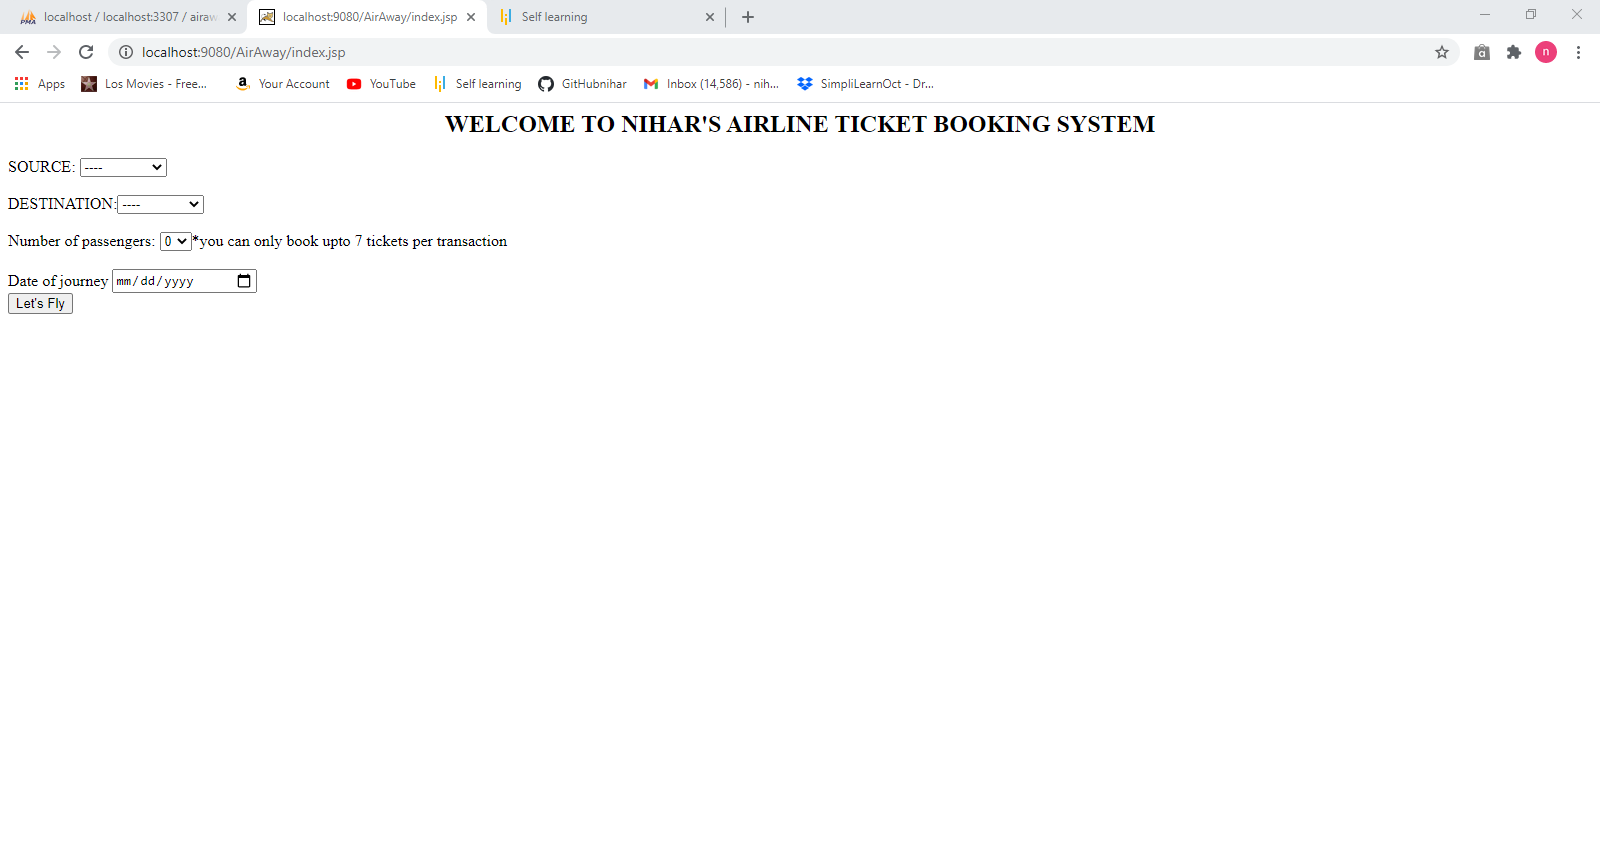 localhost / localhost:3307 / airaw
localhost:9080/AirAway/index.jsp
Self learning
localhost:9080/AirAway/index.jsp
n
Apps
Los Movies - Free...
Your Account
YouTube
Self learning
GitHubnihar
Inbox (14,586) - nih...
SimpliLearnOct - Dr...
WELCOME TO NIHAR'S AIRLINE TICKET BOOKING SYSTEM
SOURCE: ----
DESTINATION:----
Number of passengers: 0*you can only book upto 7 tickets per transaction
Date of journey mm/dd/yyyy
Let's Fly